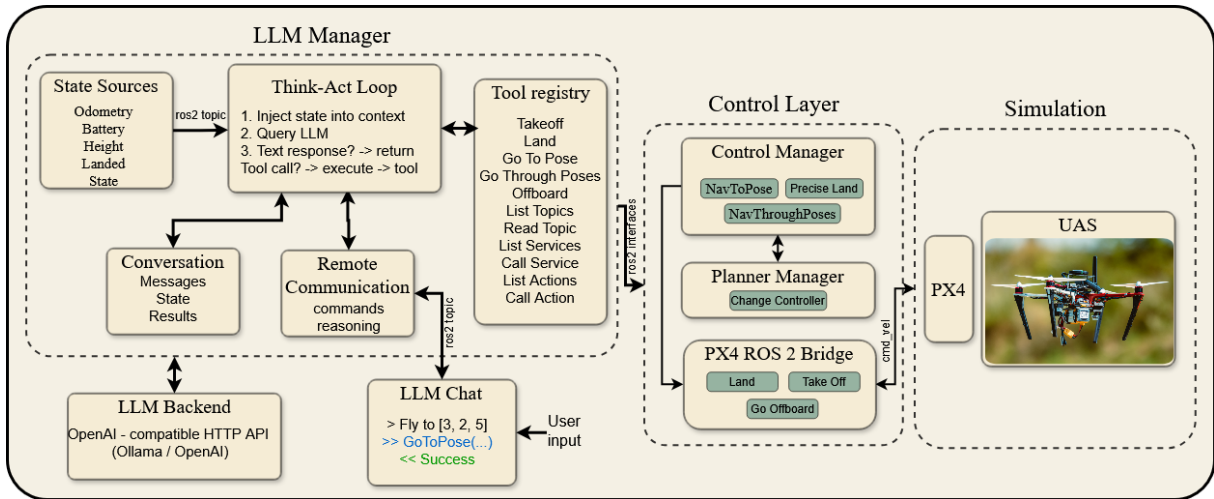 LLM Manager
State Sources
Odometry
Battery
Height
Landed
State
ros2 topic
Think-Act Loop
1. Inject state into context
2. Query LLM
3. Text response? -> return
Tool call? -> execute -> tool
Tool registry
Takeoff
Land
Go To Pose
Go Through Poses
Offboard
List Topics
Read Topic
List Services
Call Service
List Actions
Call Action
Conversation
Messages
State
Results
Remote
Communication
commands
reasoning
ros2 topic
LLM Backend
OpenAI - compatible HTTP API
(Ollama / OpenAI)
LLM Chat
> Fly to [3, 2, 5]
>> GoToPose(...)
<< Success
User
input
ros2 interfaces
Control Layer
Control Manager
NavToPose
Precise Land
NavThroughPoses
Planner Manager
Change Controller
PX4 ROS 2 Bridge
Land
Take Off
Go Offboard
cmd_vel
Simulation
PX4
UAS